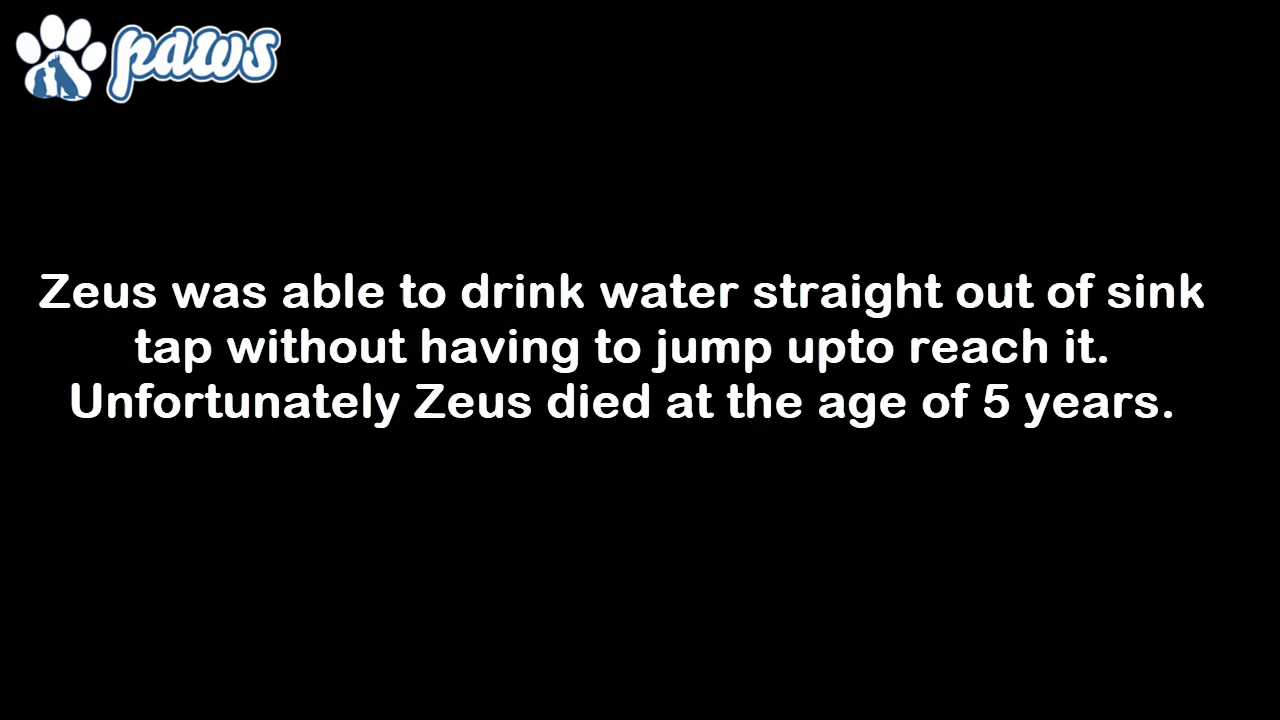 paws
Zeus was able to drink water straight out of sink
tap without having to jump upto reach it.
Unfortunately Zeus died at the age of 5 years.